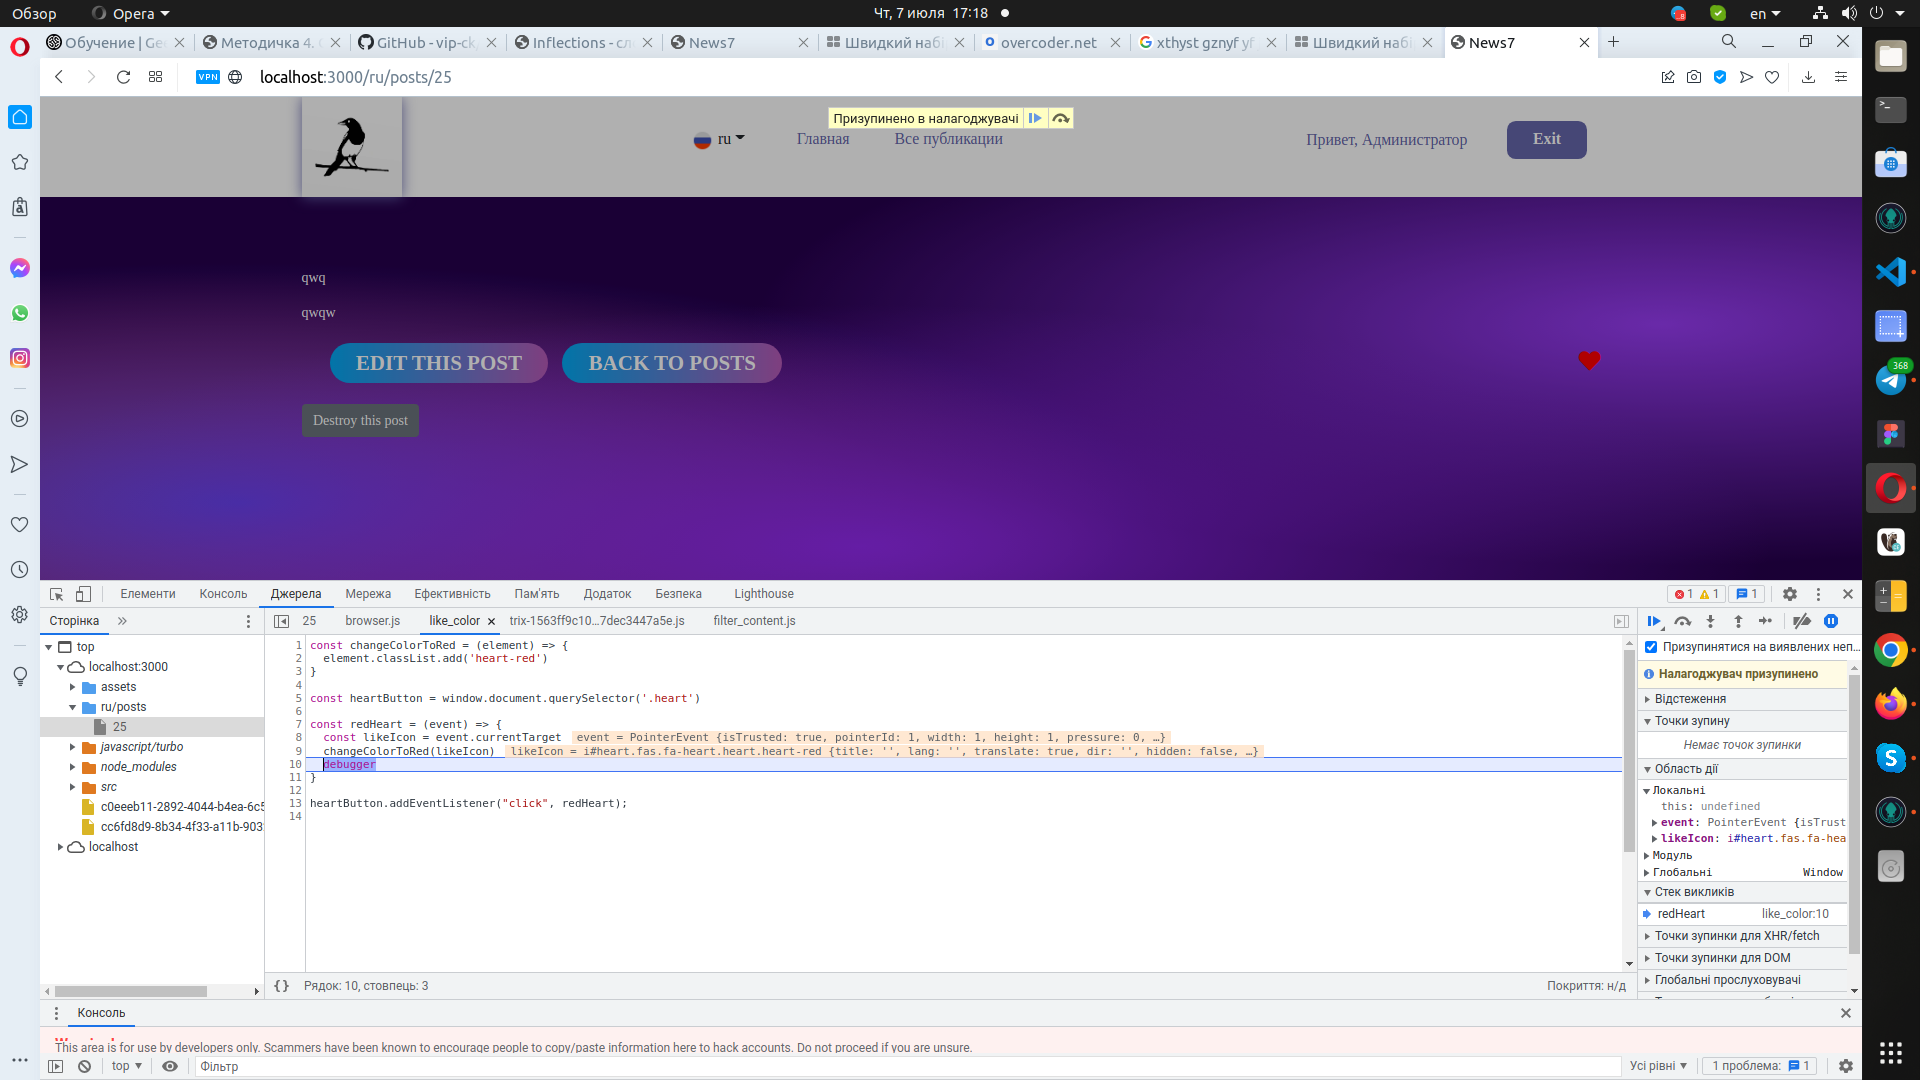 Обзор
Opera
Чт, 7 июля 17:18
8
en
Обучение | Ge
Методичка 4.
GitHub - vip-ck
Inflections - сл
News7
Швидкий наб
overcoder.net
xthyst gznyf yf
Швидкий наб
News7
VPN
localhost:3000/ru/posts/25
Призупинено в налагоджувачі
ru
Главная
Все публикации
Привет, Администратор
Exit
qwq
qwqw
EDIT THIS POST
BACK TO POSTS
Destroy this post
368
Елементи
Консоль
Джерела
Мережа
Ефективність
Пам'ять
Додаток
Безпека
Lighthouse
1
1
1
Сторінка
25
browser.js
like_color
trix-1563ff9c10…7dec3447a5e.js
filter_content.js
top
localhost:3000
assets
ru/posts
25
javascript/turbo
node_modules
src
c0eeeb11-2892-4044-b4ea-6c5
cc6fd8d9-8b34-4f33-a11b-903
localhost
1 const changeColorToRed = (element) => {
2 element.classList.add('heart-red')
3 }
4
5 const heartButton = window.document.querySelector('.heart')
6
7 const redHeart = (event) => {
8 const likeIcon = event.currentTarget event = PointerEvent {isTrusted: true, pointerId: 1, width: 1, height: 1, pressure: 0, …}
9 changeColorToRed(likeIcon) likeIcon = i#heart.fas.fa-heart.heart.heart-red {title: '', lang: '', translate: true, dir: '', hidden: false, …}
10 debugger
11 }
12
13 heartButton.addEventListener("click", redHeart);
14
{} Рядок: 10, стовпець: 3
Покриття: н/д
Призупинятися на виявлених неп...
Налагоджувач призупинено
Відстеження
Точки зупину
Немає точок зупинки
Область дії
Локальні
this: undefined
event: PointerEvent {isTrust
likeIcon: i#heart.fas.fa-hea
Модуль
Глобальні Window
Стек викликів
redHeart like_color:10
Точки зупинки для XHR/fetch
Точки зупинки для DOM
Глобальні прослуховувачі
Консоль
This area is for use by developers only. Scammers have been known to encourage people to copy/paste information here to hack accounts. Do not proceed if you are unsure.
top
Фільтр
Усі рівні
1 проблема: 1